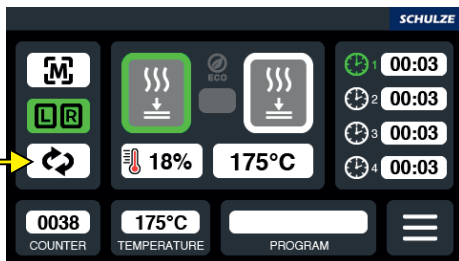 SCHULZE
M
L R
ECO
18%
175°C
1 00:03
2 00:03
3 00:03
4 00:03
0038
COUNTER
175°C
TEMPERATURE
PROGRAM